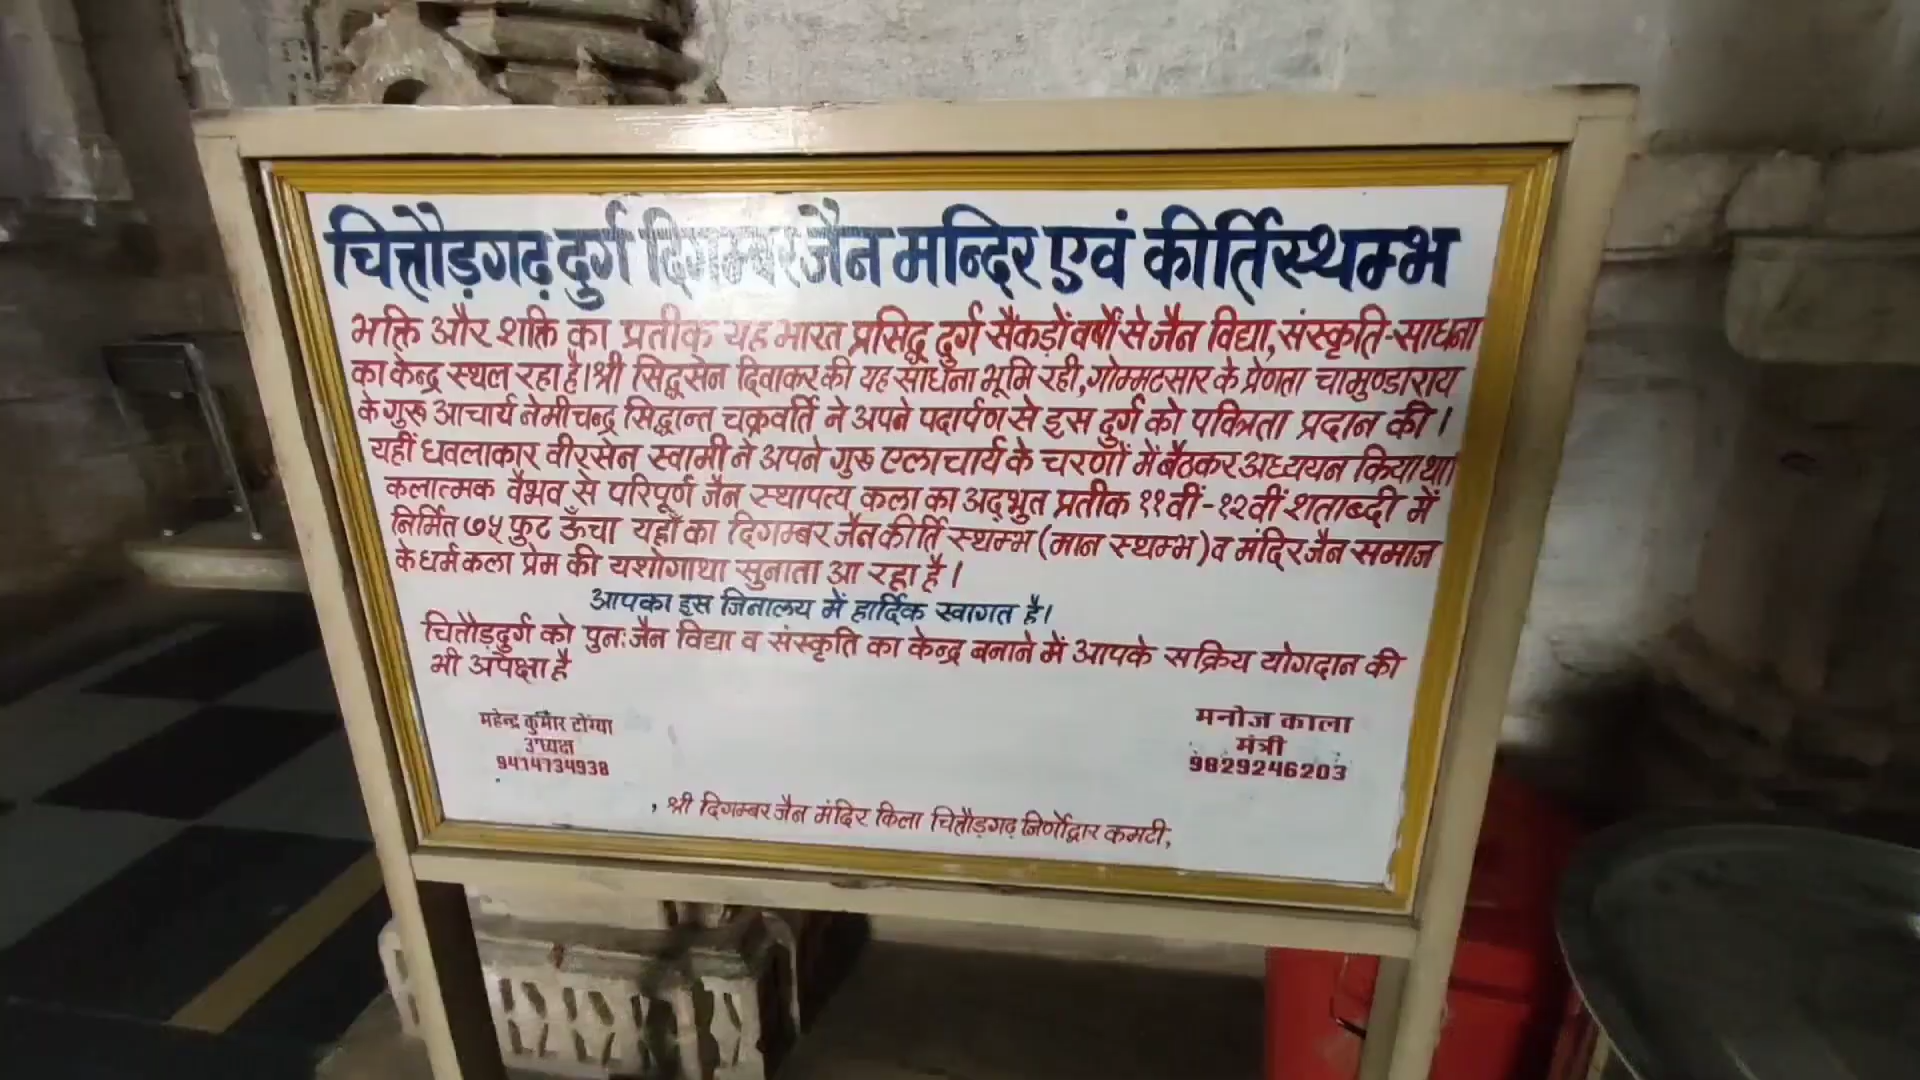 चित्तौड़गढ़ दुर्ग दिगम्बर जैन मन्दिर एवं कीर्तिस्थम्भ
भक्ति और शक्ति का प्रतीक यह भारत प्रसिद्ध दुर्ग सैंकड़ों वर्षों से जैन विद्या, संस्कृति-साधना
का केन्द्र स्थल रहा है। श्री सिद्धसेन दिवाकर की यह साधना भूमि रही, गोम्मटसार के प्रेणता चामुण्डाराय
के गुरू आचार्य नेमीचन्द्र सिद्धान्त चक्रवर्ति ने अपने पदार्पण से इस दुर्ग को पवित्रता प्रदान की।
यहीं धवलाकार वीरसेन स्वामी ने अपने गुरू एलाचार्य के चरणों में बैठकर अध्ययन किया था।
कलात्मक वैभव से परिपूर्ण जैन स्थापत्य कला का अद्भुत प्रतीक ११वीं-१२वीं शताब्दी में
निर्मित ७५ फुट ऊँचा यहाँ का दिगम्बर जैन कीर्ति स्थम्भ (मान स्थम्भ) व मंदिर जैन समाज
के धर्म कला प्रेम की यशोगाथा सुनाता आ रहा है।
आपका इस जिनालय में हार्दिक स्वागत है।
चित्तौड़दुर्ग को पुनः जैन विद्या व संस्कृति का केन्द्र बनाने में आपके सक्रिय योगदान की
भी अपेक्षा है
महेन्द्र कुमार टोंग्या
अध्यक्ष
9414734938
मनोज काला
मंत्री
9829246203
, श्री दिगम्बर जैन मंदिर किला चित्तौड़गढ़ जिर्णोद्वार कमटी,